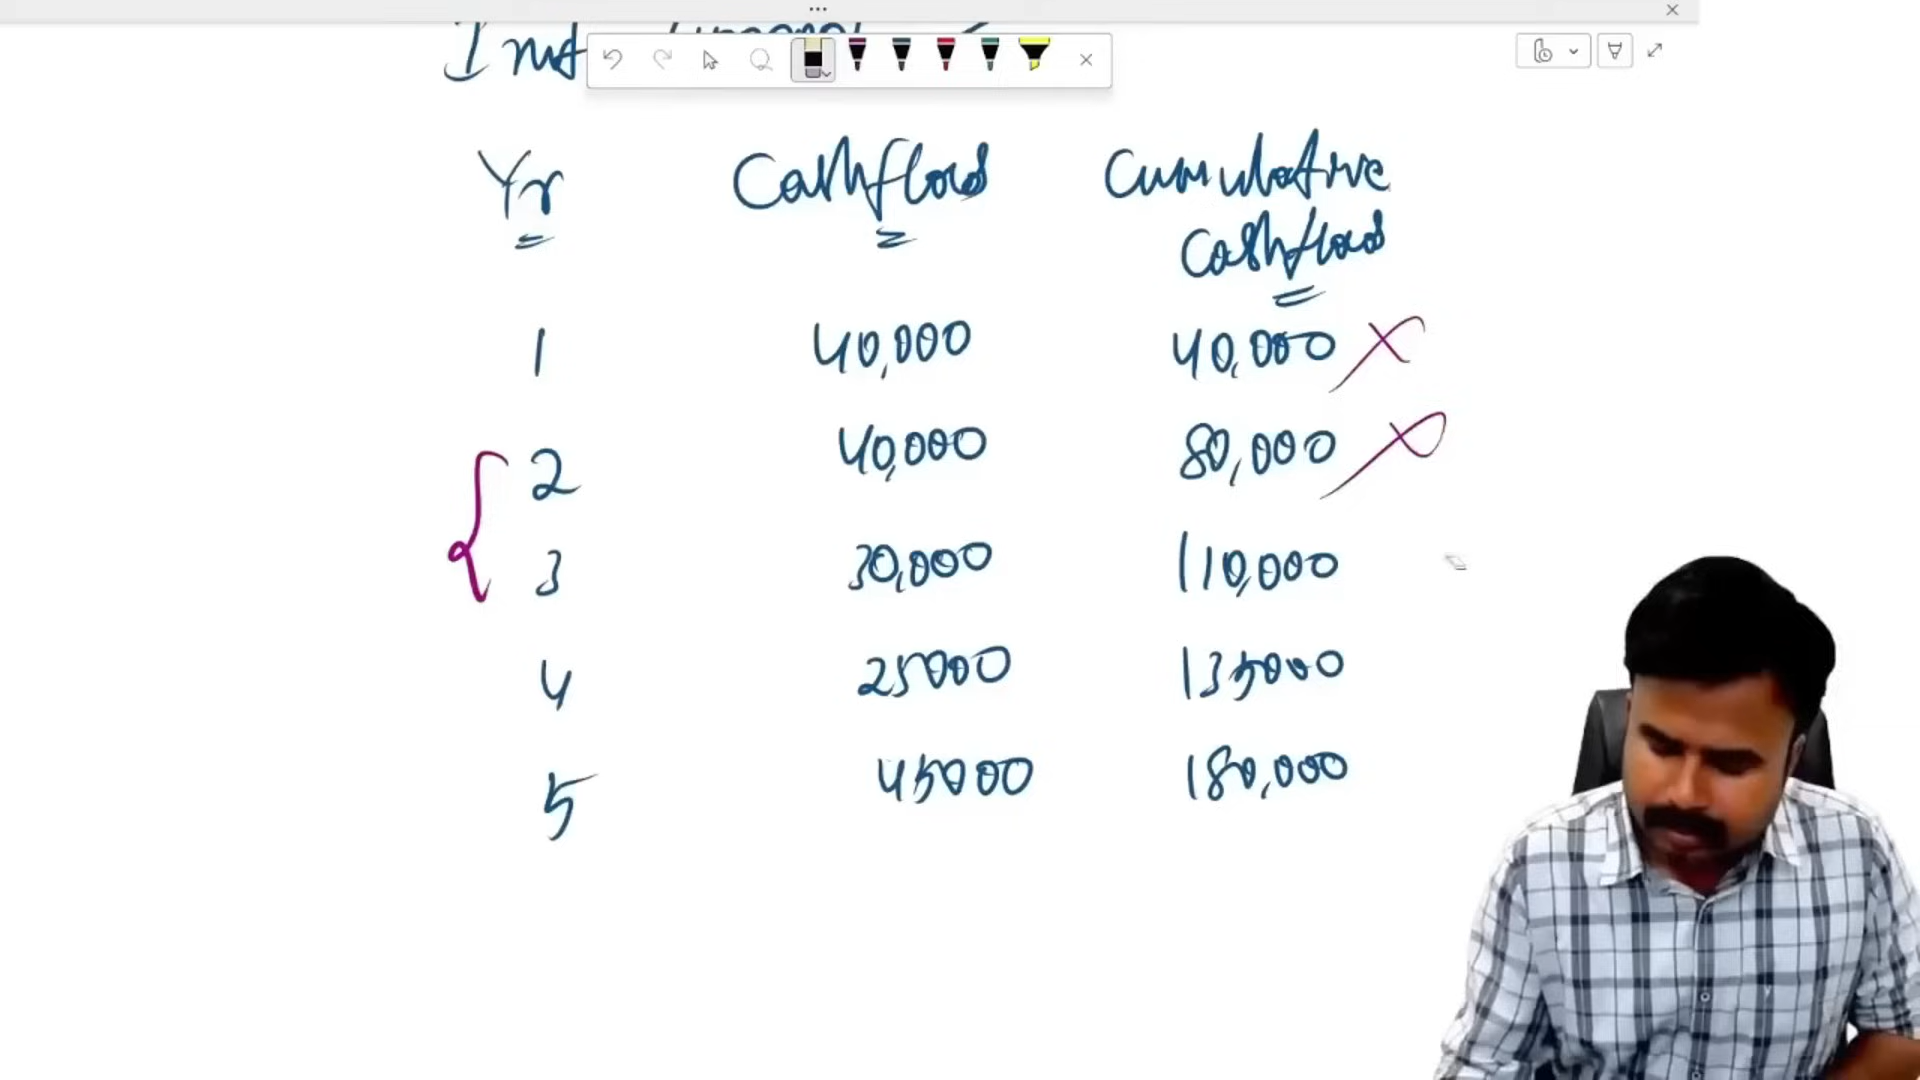 Yr Cashflow Cumulative
Cashflow
1 40,000 40,000
2 40,000 80,000
3 30,000 110,000
4 25000 135000
5 45000 180,000